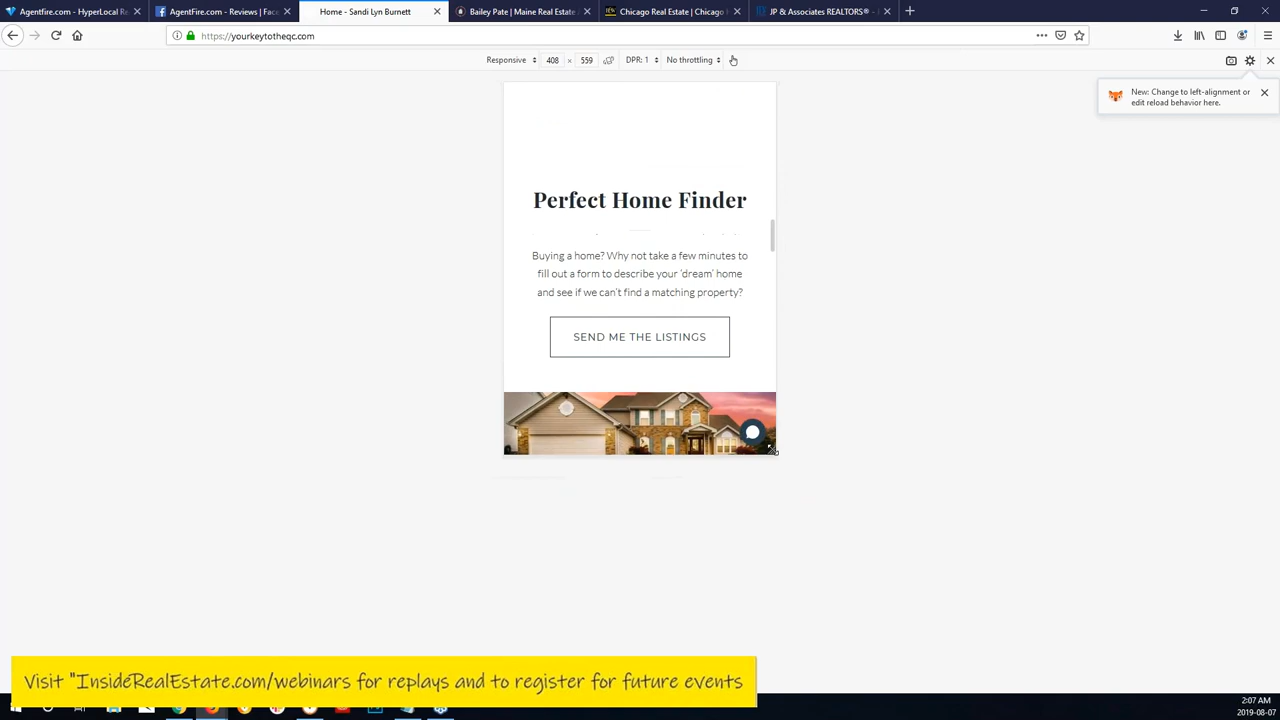 AgentFire.com - HyperLocal Re
AgentFire.com - Reviews | Face
Home - Sandi Lyn Burnett
Bailey Pate | Maine Real Estate
Chicago Real Estate | Chicago
JP & Associates REALTORS® -
https://yourkeytotheqc.com
Responsive 408 × 559 DPR: 1 No throttling
New: Change to left-alignment or
edit reload behavior here.
Perfect Home Finder
Buying a home? Why not take a few minutes to
fill out a form to describe your 'dream' home
and see if we can't find a matching property?
SEND ME THE LISTINGS
Visit "InsideRealEstate.com/webinars for replays and to register for future events
2:07 AM
2019-08-07